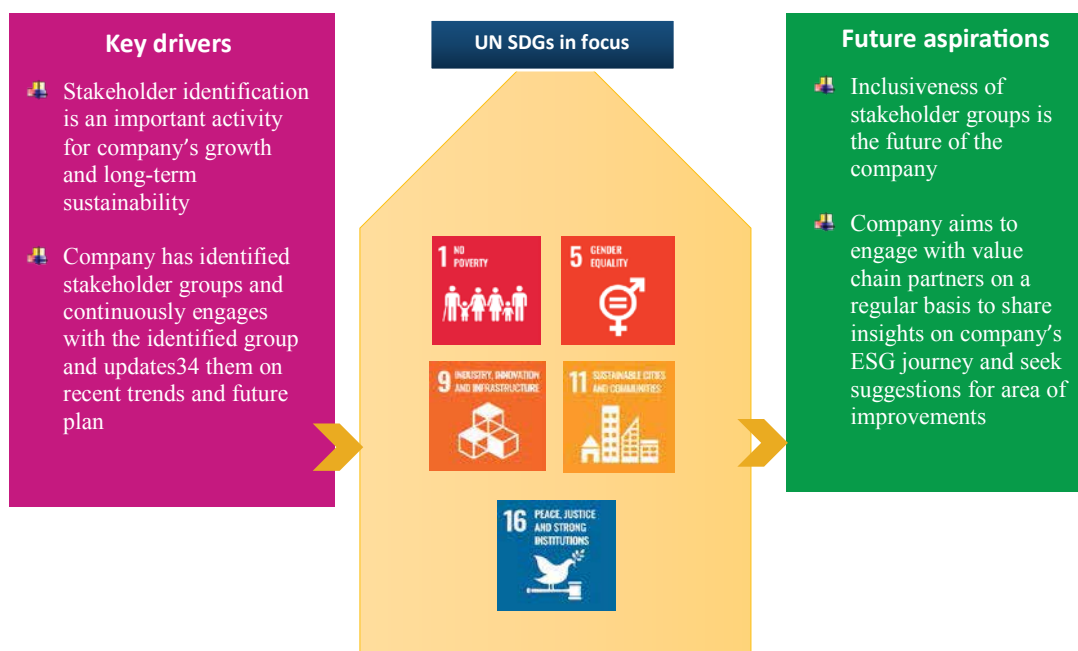 Key drivers
Stakeholder identification
is an important activity
for company’s growth
and long-term
sustainability
Company has identified
stakeholder groups and
continuously engages
with the identified group
and updates34 them on
recent trends and future
plan
UN SDGs in focus
1 NO
POVERTY
5 GENDER
EQUALITY
9 INDUSTRY, INNOVATION
AND INFRASTRUCTURE
11 SUSTAINABLE CITIES
AND COMMUNITIES
16 PEACE, JUSTICE
AND STRONG
INSTITUTIONS
Future aspirations
Inclusiveness of
stakeholder groups is
the future of the
company
Company aims to
engage with value
chain partners on a
regular basis to share
insights on company’s
ESG journey and seek
suggestions for area of
improvements